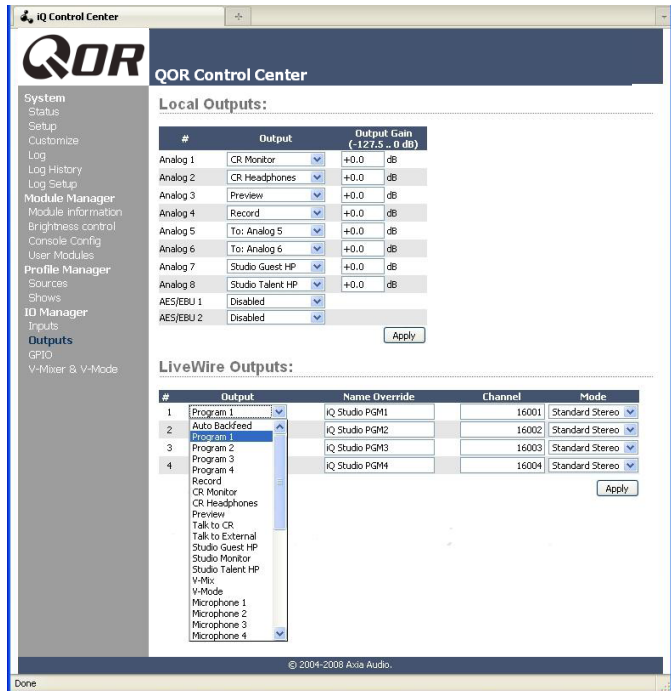 iQ Control Center
QOR
QOR Control Center
System
Status
Setup
Customize
Log
Log History
Log Setup
Module Manager
Module information
Brightness control
Console Config
User Modules
Profile Manager
Sources
Shows
IO Manager
Inputs
Outputs
GPIO
V-Mixer & V-Mode
Local Outputs:
# Output Output Gain
(-127.5 .. 0 dB)
Analog 1 CR Monitor +0.0 dB
Analog 2 CR Headphones +0.0 dB
Analog 3 Preview +0.0 dB
Analog 4 Record +0.0 dB
Analog 5 To: Analog 5 +0.0 dB
Analog 6 To: Analog 6 +0.0 dB
Analog 7 Studio Guest HP +0.0 dB
Analog 8 Studio Talent HP +0.0 dB
AES/EBU 1 Disabled
AES/EBU 2 Disabled
Apply
LiveWire Outputs:
# Output Name Override Channel Mode
1 Program 1 iQ Studio PGM1 16001 Standard Stereo
2 iQ Studio PGM2 16002 Standard Stereo
3 iQ Studio PGM3 16003 Standard Stereo
4 iQ Studio PGM4 16004 Standard Stereo
Apply
Auto Backfeed
Program 1
Program 2
Program 3
Program 4
Record
CR Monitor
CR Headphones
Preview
Talk to CR
Talk to External
Studio Guest HP
Studio Monitor
Studio Talent HP
V-Mix
V-Mode
Microphone 1
Microphone 2
Microphone 3
Microphone 4
© 2004-2008 Axia Audio.
Done